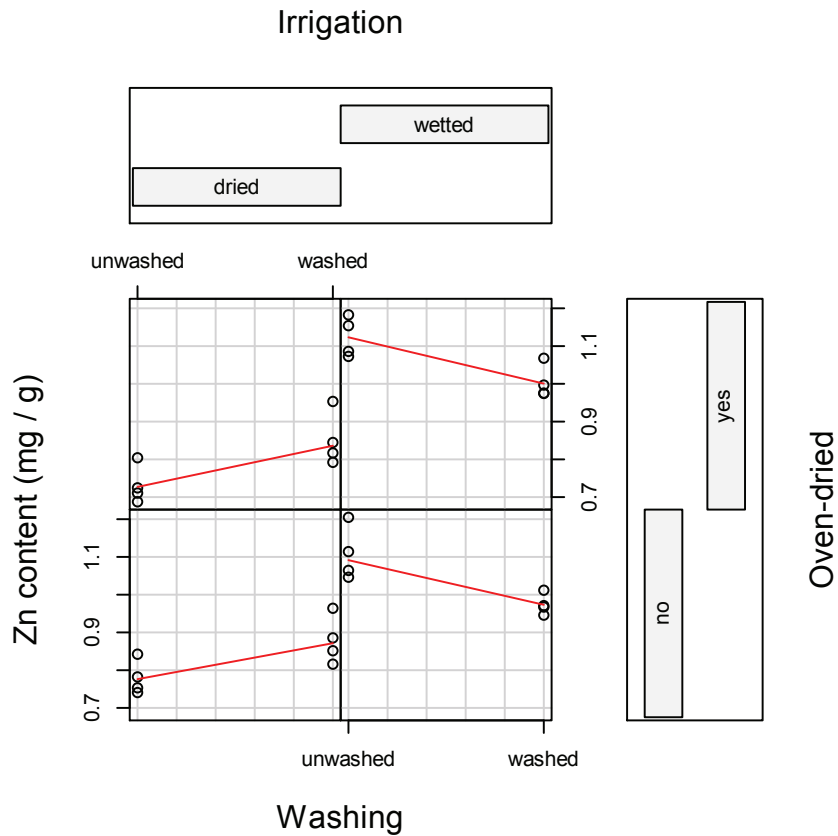 Irrigation
wetted
dried
unwashed washed
1.1
0.9
0.7
yes
no
Oven-dried
Zn content (mg / g)
1.1
0.9
0.7
unwashed washed
Washing